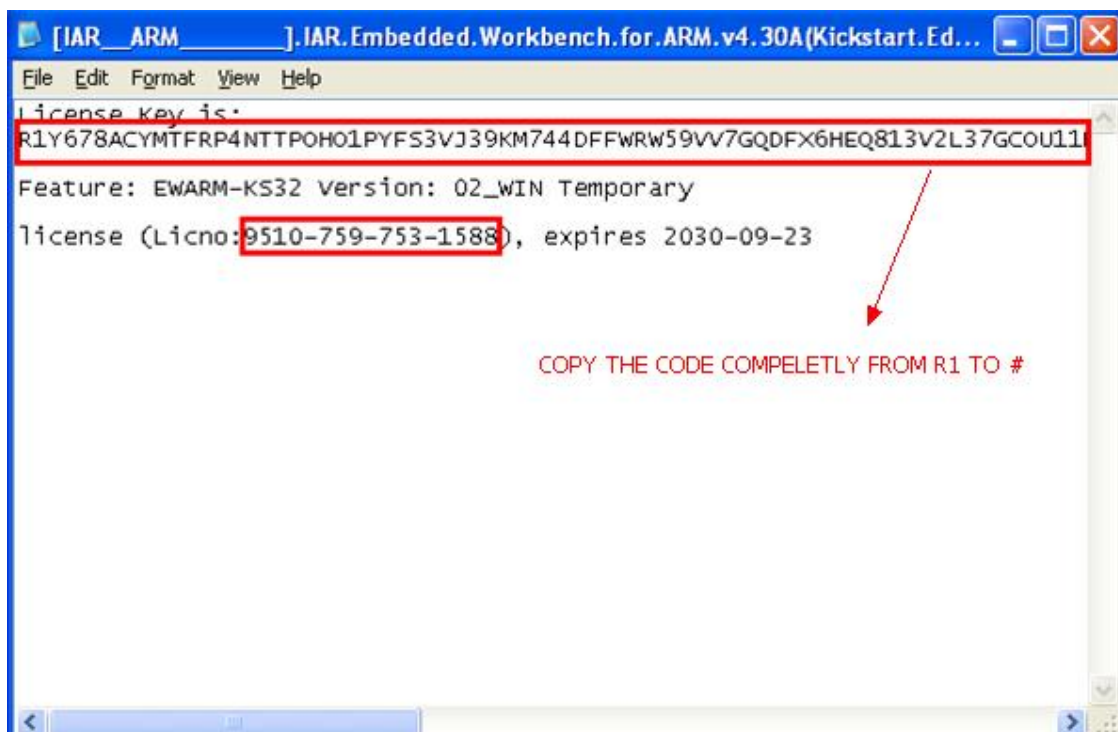 [IAR__ARM________].IAR.Embedded.Workbench.for.ARM.v4.30A(Kickstart.Ed...
File Edit Format View Help
License Key is:
R1Y678ACYMTFRP4NTTPOHO1PYFS3VJ39KM744DFFWRW59VV7GQDFX6HEQ813V2L37GCOU11
Feature: EWARM-KS32 Version: 02_WIN Temporary
license (Licno:9510-759-753-1588), expires 2030-09-23
COPY THE CODE COMPELETLY FROM R1 TO #